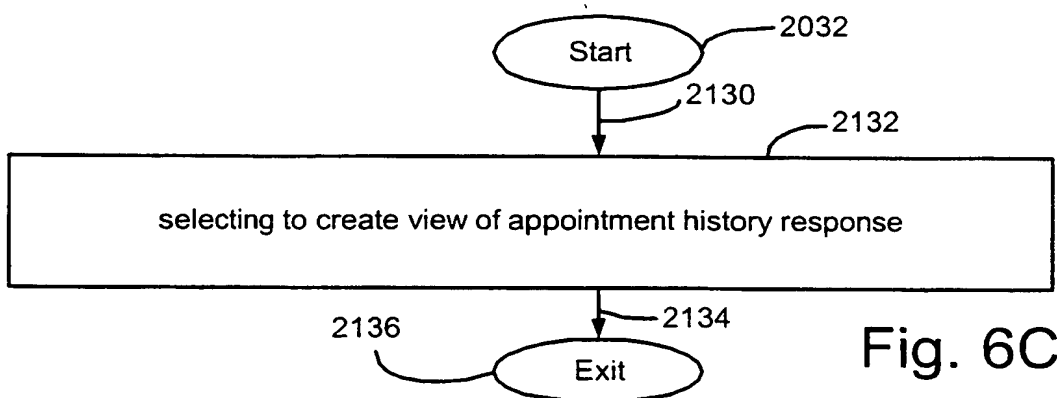 Start
2032
2130
2132
selecting to create view of appointment history response
2136
2134
Exit
Fig. 6C